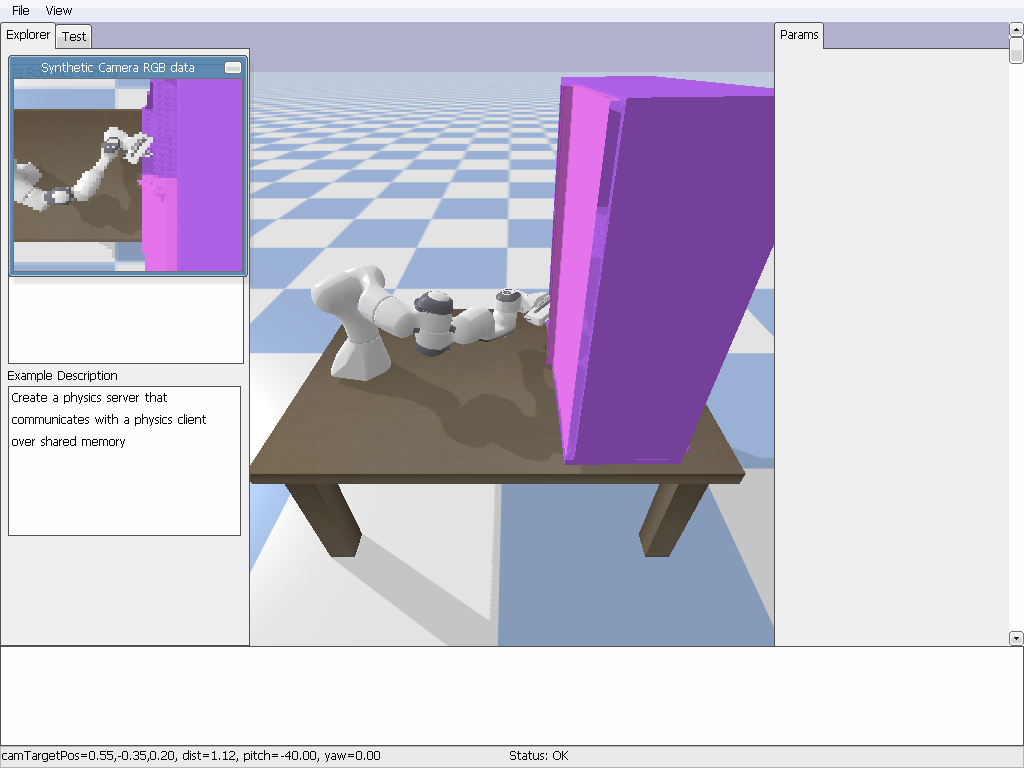 File View
Explorer Test
Params
Synthetic Camera RGB data
Example Description
Create a physics server that
communicates with a physics client
over shared memory
camTargetPos=0.55,-0.35,0.20, dist=1.12, pitch=-40.00, yaw=0.00
Status: OK